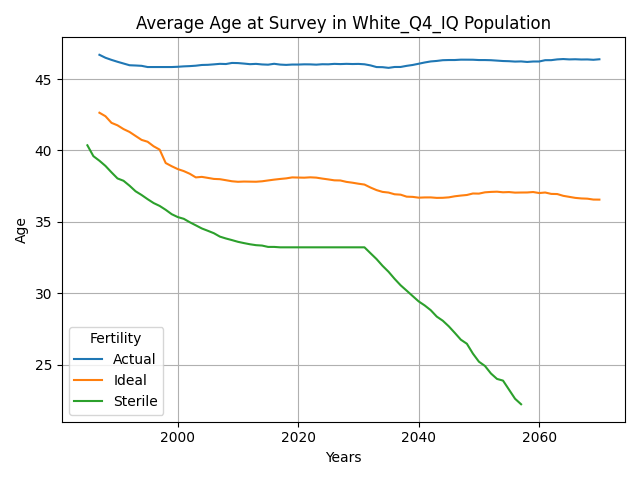 Average Age at Survey in White_Q4_IQ Population
Age
45
40
35
30
25
Fertility
Actual
Ideal
Sterile
2000 2020 2040 2060
Years